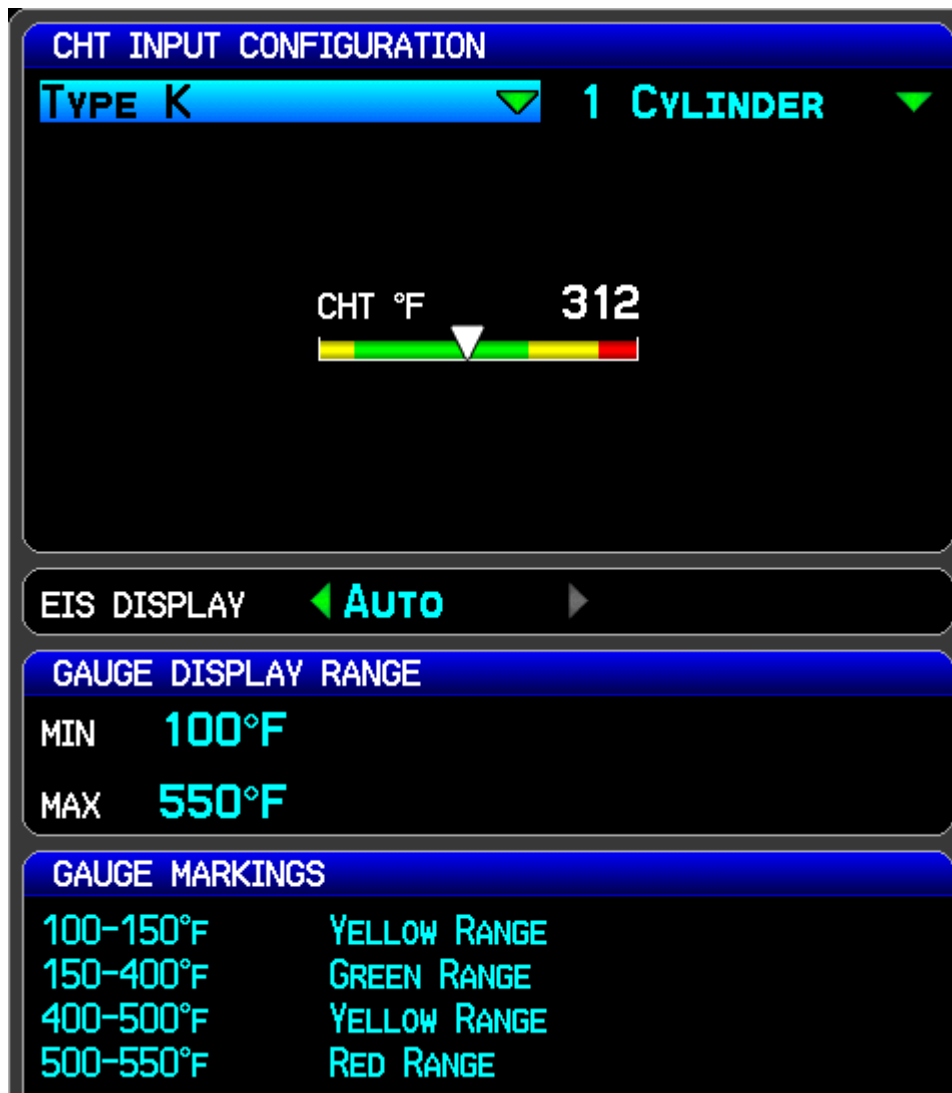 CHT INPUT CONFIGURATION
TYPE K 1 CYLINDER
CHT °F 312
EIS DISPLAY AUTO
GAUGE DISPLAY RANGE
MIN 100°F
MAX 550°F
GAUGE MARKINGS
100-150°F YELLOW RANGE
150-400°F GREEN RANGE
400-500°F YELLOW RANGE
500-550°F RED RANGE